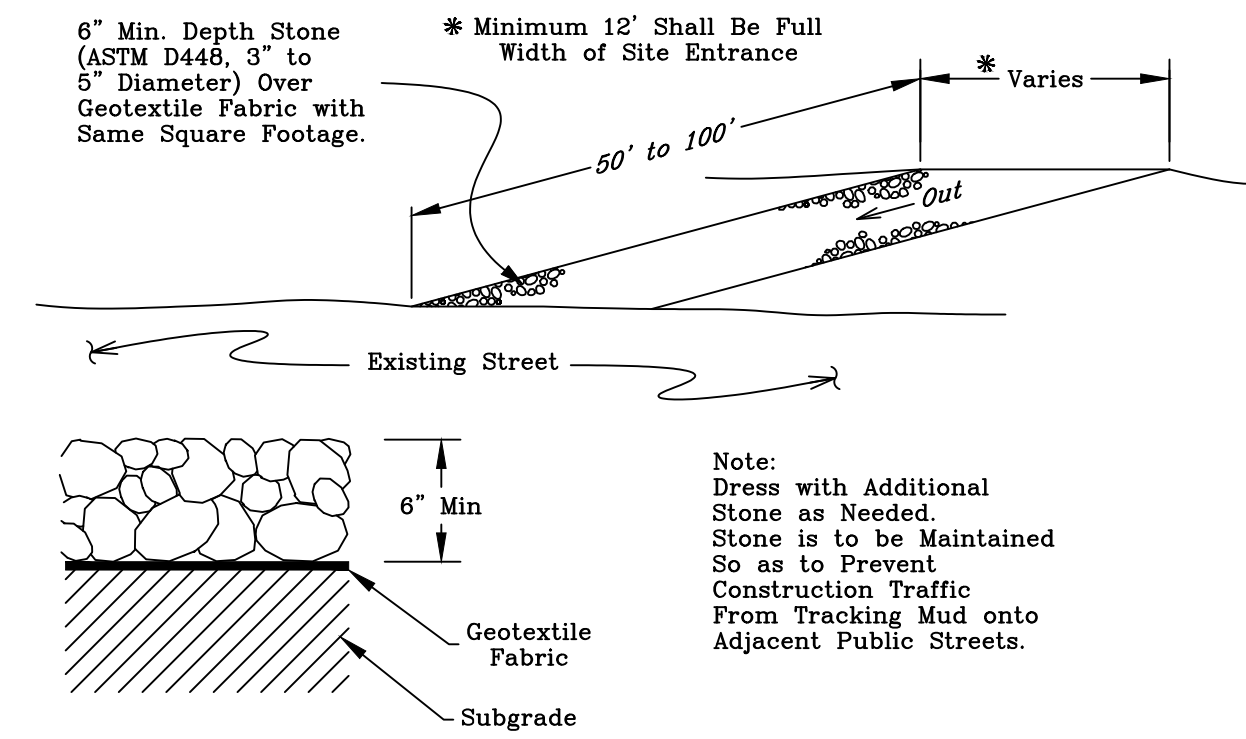 6” Min. Depth Stone
(ASTM D448, 3” to
5” Diameter) Over
Geotextile Fabric with
Same Square Footage.
* Minimum 12’ Shall Be Full
Width of Site Entrance
* Varies
50’ to 100’
Out
Existing Street
6” Min
Geotextile
Fabric
Subgrade
Note:
Dress with Additional
Stone as Needed.
Stone is to be Maintained
So as to Prevent
Construction Traffic
From Tracking Mud onto
Adjacent Public Streets.